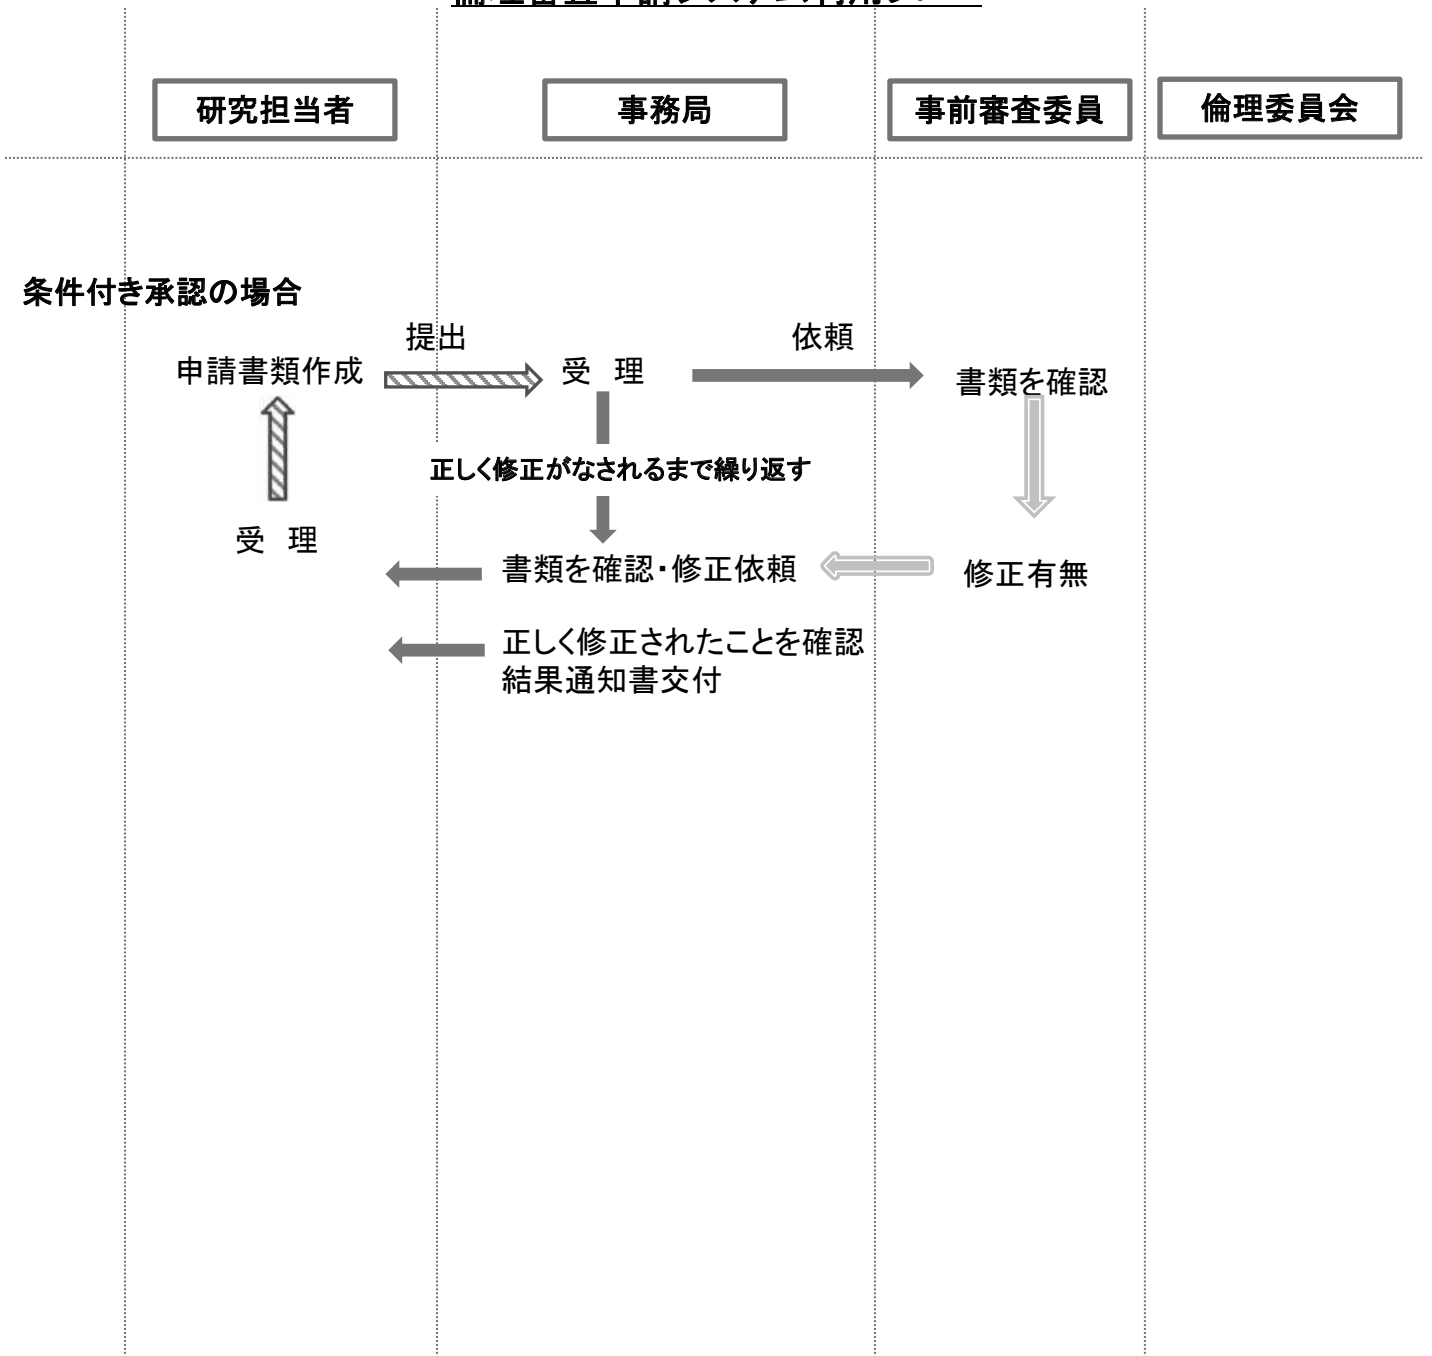 研究担当者
事務局
事前審査委員
倫理委員会
条件付き承認の場合
提出
依頼
申請書類作成
受 理
書類を確認
正しく修正がなされるまで繰り返す
受 理
書類を確認・修正依頼
修正有無
正しく修正されたことを確認
結果通知書交付